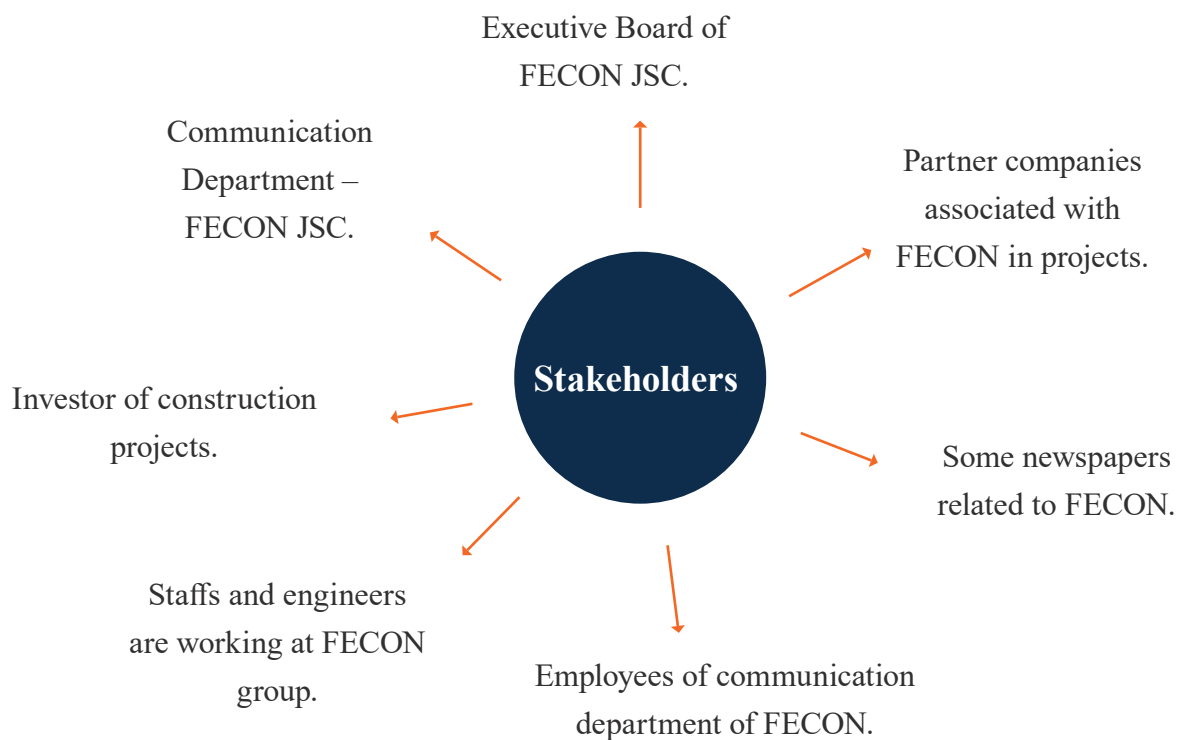 Executive Board of
FECON JSC.
Communication
Department –
FECON JSC.
Partner companies
associated with
FECON in projects.
Stakeholders
Investor of construction
projects.
Some newspapers
related to FECON.
Staffs and engineers
are working at FECON
group.
Employees of communication
department of FECON.